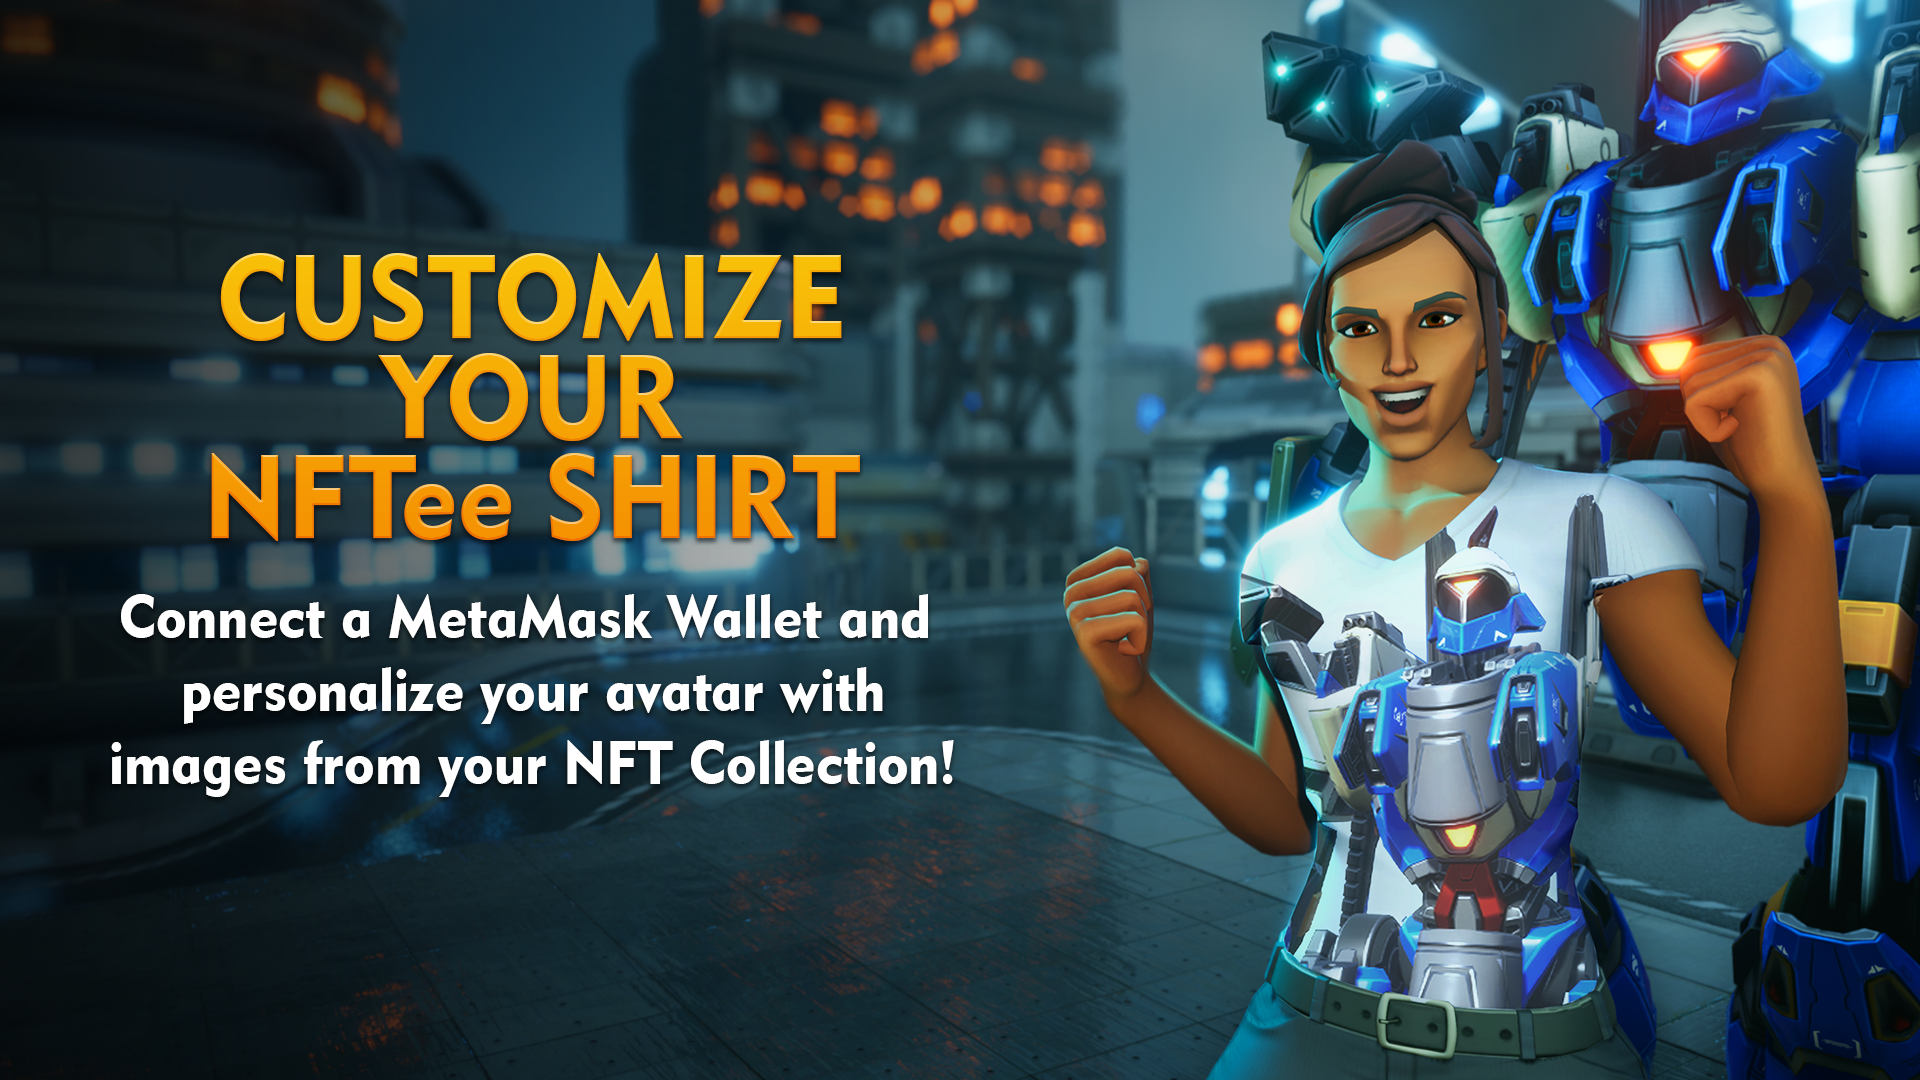 CUSTOMIZE
YOUR
NFTee SHIRT
Connect a MetaMask Wallet and
personalize your avatar with
images from your NFT Collection!